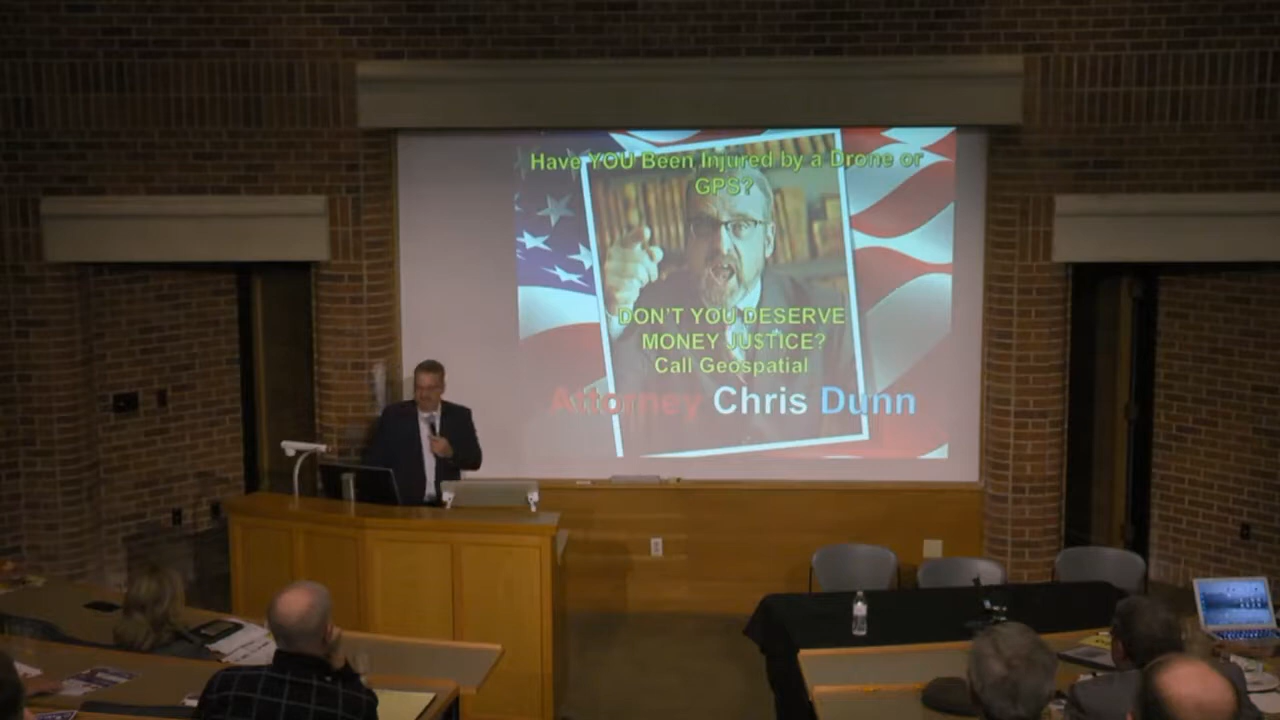 Have YOU Been Injured by a Drone or
GPS?
DON'T YOU DESERVE
MONEY JU$TICE?
Call Geospatial
Attorney Chris Dunn